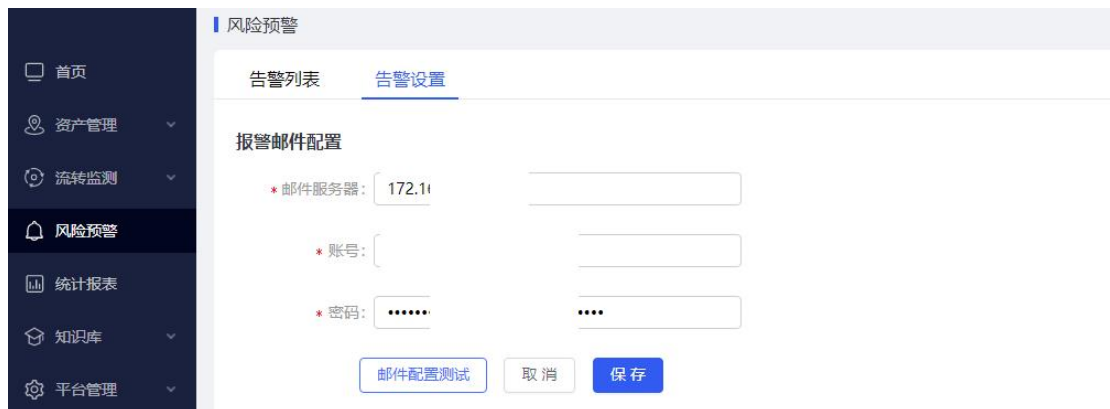 风险预警
首页
资产管理
流转监测
风险预警
统计报表
知识库
平台管理
告警列表
告警设置
报警邮件配置
* 邮件服务器:
172.1
* 账号:
* 密码:
邮件配置测试
取消
保存